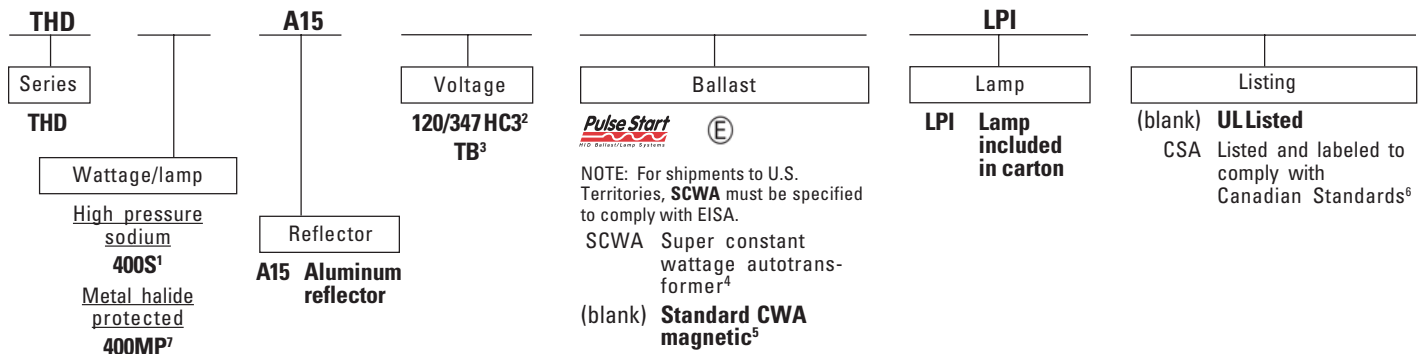 THD A15 LPI
Series
THD
Wattage/lamp
High pressure
sodium
400S¹
Metal halide
protected
400MP⁷
Reflector
A15 Aluminum
reflector
Voltage
120/347 HC3²
TB³
Ballast
Pulse Start
HID Ballast/Lamp Systems
E
NOTE: For shipments to U.S.
Territories, SCWA must be specified
to comply with EISA.
SCWA Super constant
wattage autotrans-
former⁴
(blank) Standard CWA
magnetic⁵
Lamp
LPI Lamp
included
in carton
Listing
(blank) UL Listed
CSA Listed and labeled to
comply with
Canadian Standards⁶